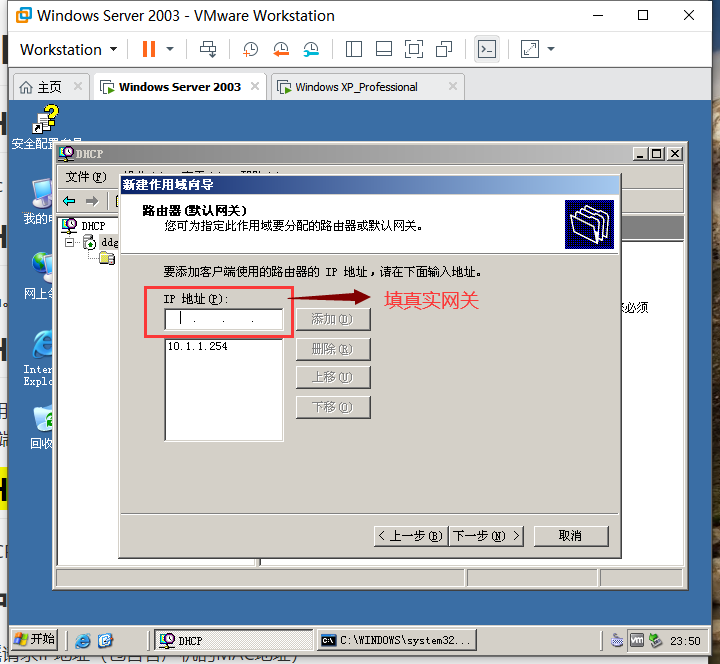 Windows Server 2003 - VMware Workstation
Workstation
主页
Windows Server 2003
Windows XP_Professional
安全配置向导
DHCP
文件(F)
新建作用域向导
路由器(默认网关)
您可为指定此作用域要分配的路由器或默认网关。
我的电
DHCP
ddg
要添加客户端使用的路由器的 IP 地址,请在下面输入地址。
网上
IP 地址(P):
填真实网关
必须
添加(D)
10.1.1.254
删除(R)
上移(U)
Inter
Explo
下移(O)
回收
< 上一步(B)
下一步(N) >
取消
开始
DHCP
C:\WINDOWS\system32...
23:50